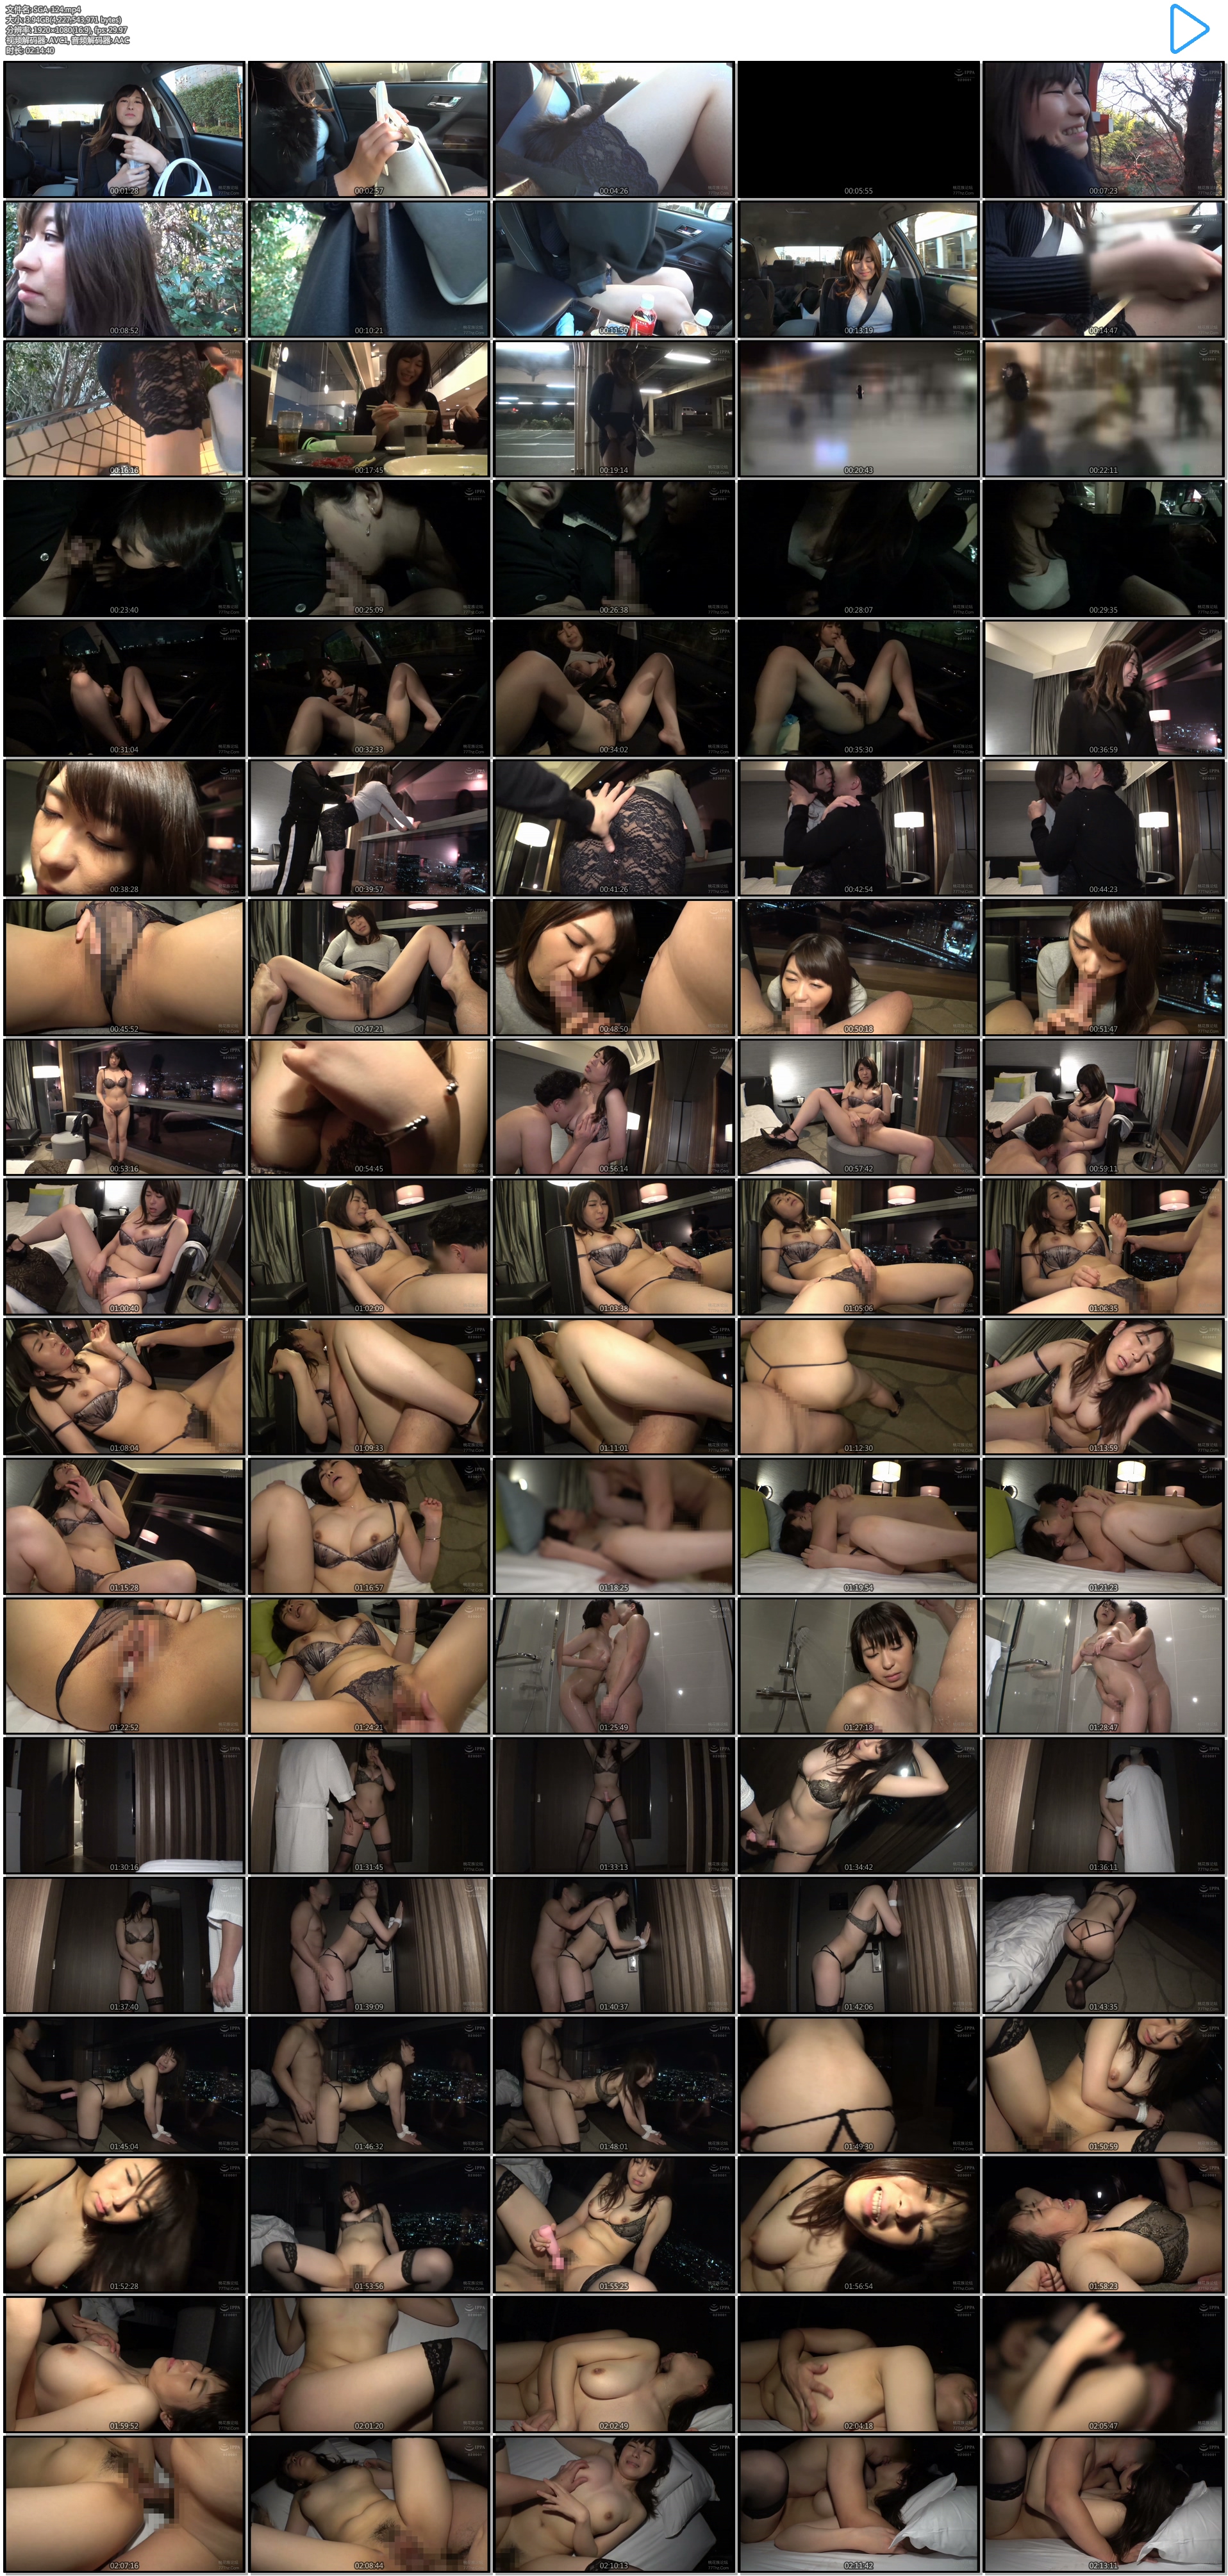 文件名: SGA-124.mp4
大小: 3.94GB(4,227,543,971 bytes)
分辨率: 1920×1080(16:9), fps: 29.97
视频解码器: AVC1, 音频解码器: AAC
时长: 02:14:40
00:01:28 00:02:57 00:04:26 00:05:55 00:07:23
00:08:52 00:10:21 00:11:50 00:13:19 00:14:47
00:16:16 00:17:45 00:19:14 00:20:43 00:22:11
00:23:40 00:25:09 00:26:38 00:28:07 00:29:35
00:31:04 00:32:33 00:34:02 00:35:30 00:36:59
00:38:28 00:39:57 00:41:26 00:42:54 00:44:23
00:45:52 00:47:21 00:48:50 00:50:18 00:51:47
00:53:16 00:54:45 00:56:14 00:57:42 00:59:11
01:00:40 01:02:09 01:03:38 01:05:06 01:06:35
01:08:04 01:09:33 01:11:01 01:12:30 01:13:59
01:15:28 01:16:57 01:18:25 01:19:54 01:21:23
01:22:52 01:24:21 01:25:49 01:27:18 01:28:47
01:30:16 01:31:45 01:33:13 01:34:42 01:36:11
01:37:40 01:39:09 01:40:37 01:42:06 01:43:35
01:45:04 01:46:32 01:48:01 01:49:30 01:50:59
01:52:28 01:53:56 01:55:25 01:56:54 01:58:23
01:59:52 02:01:20 02:02:49 02:04:18 02:05:47
02:07:16 02:08:44 02:10:13 02:11:42 02:13:11